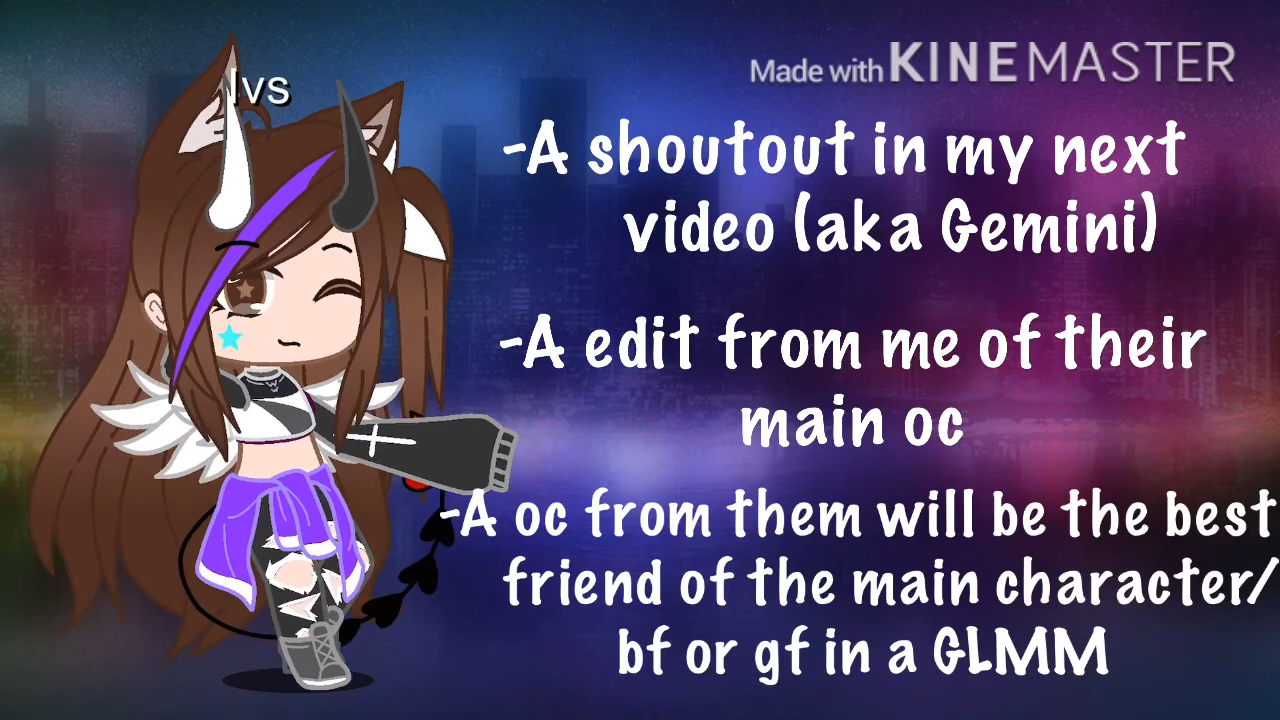 Ivs
Made with KINEMASTER
-A shoutout in my next
video (aka Gemini)
-A edit from me of their
main oc
-A oc from them will be the best
friend of the main character/
bf or gf in a GLMM